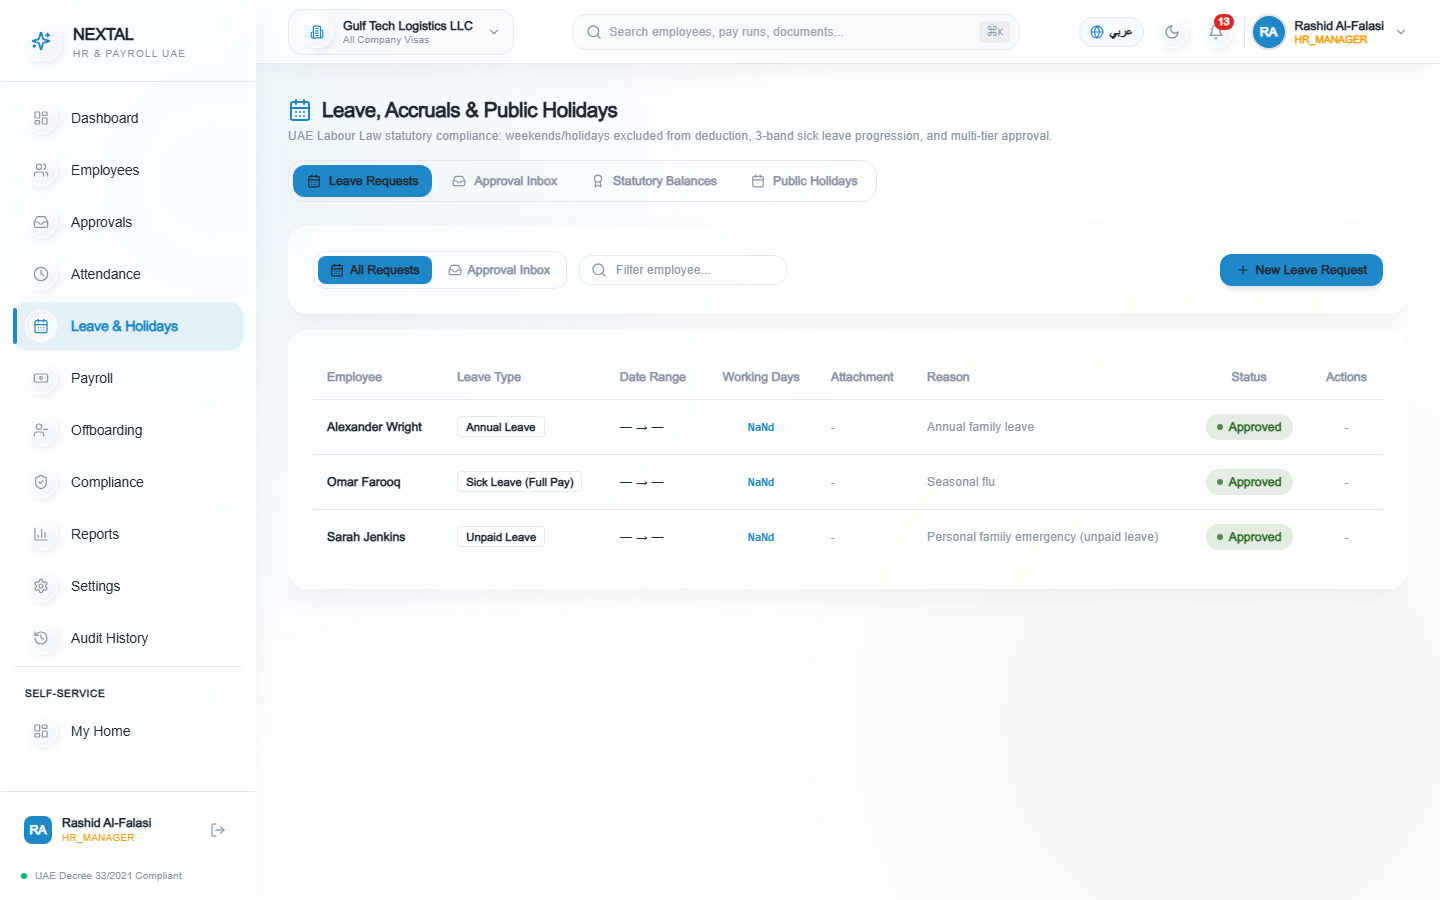 NEXTAL
HR & PAYROLL UAE
Gulf Tech Logistics LLC
All Company Visas
Search employees, pay runs, documents...
⌘K
عربي
13
RA
Rashid Al-Falasi
HR_MANAGER
Dashboard
Employees
Approvals
Attendance
Leave & Holidays
Payroll
Offboarding
Compliance
Reports
Settings
Audit History
SELF-SERVICE
My Home
RA
Rashid Al-Falasi
HR_MANAGER
UAE Decree 33/2021 Compliant
Leave, Accruals & Public Holidays
UAE Labour Law statutory compliance: weekends/holidays excluded from deduction, 3-band sick leave progression, and multi-tier approval.
Leave Requests Approval Inbox Statutory Balances Public Holidays
All Requests Approval Inbox Filter employee... + New Leave Request
Employee Leave Type Date Range Working Days Attachment Reason Status Actions
Alexander Wright Annual Leave — → — NaNd - Annual family leave Approved -
Omar Farooq Sick Leave (Full Pay) — → — NaNd - Seasonal flu Approved -
Sarah Jenkins Unpaid Leave — → — NaNd - Personal family emergency (unpaid leave) Approved -